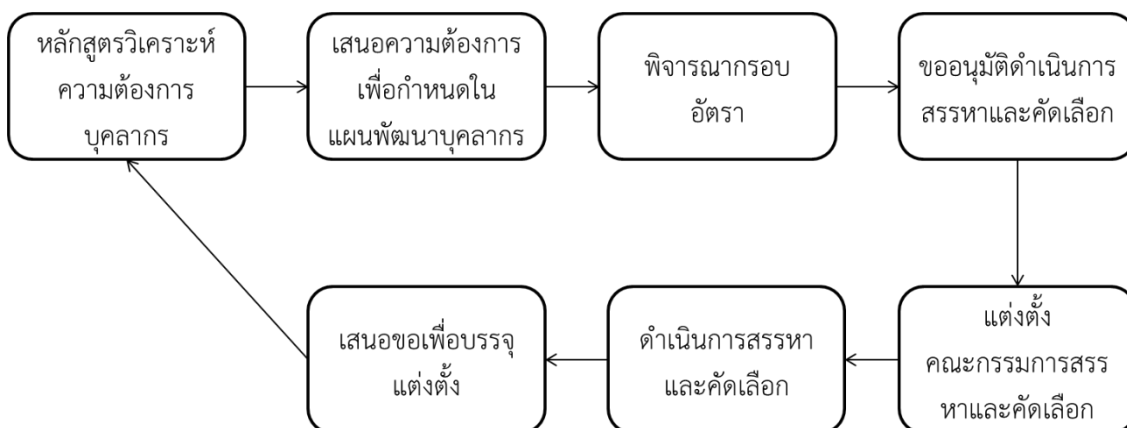 หลักสูตรวิเคราะห์
ความต้องการ
บุคลากร
เสนอความต้องการ
เพื่อกำหนดใน
แผนพัฒนาบุคลากร
พิจารณากรอบ
อัตรา
ขออนุมัติดำเนินการ
สรรหาและคัดเลือก
แต่งตั้ง
คณะกรรมการสรร
หาและคัดเลือก
ดำเนินการสรรหา
และคัดเลือก
เสนอขอเพื่อบรรจุ
แต่งตั้ง